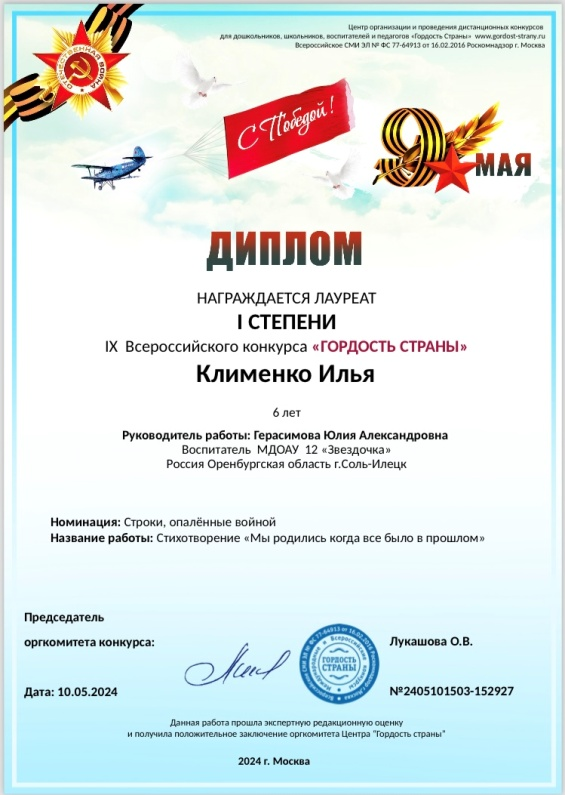 Центр организации и проведения дистанционных конкурсов
для дошкольников, школьников, воспитателей и педагогов «Гордость Страны» www.gordost-strany.ru
Всероссийское СМИ ЭЛ № ФС 77-64913 от 16.02.2016 Роскомнадзор г. Москва
ОТЕЧЕСТВЕННАЯ ВОЙНА
С Победой!
9 МАЯ
ДИПЛОМ
НАГРАЖДАЕТСЯ ЛАУРЕАТ
I СТЕПЕНИ
IX Всероссийского конкурса «ГОРДОСТЬ СТРАНЫ»
Клименко Илья
6 лет
Руководитель работы: Герасимова Юлия Александровна
Воспитатель МДОАУ 12 «Звездочка»
Россия Оренбургская область г.Соль-Илецк
Номинация: Строки, опалённые войной
Название работы: Стихотворение «Мы родились когда все было в прошлом»
Председатель
оргкомитета конкурса:
ГОРДОСТЬ
СТРАНЫ
Лукашова О.В.
Дата: 10.05.2024
№2405101503-152927
Данная работа прошла экспертную редакционную оценку
и получила положительное заключение оргкомитета Центра "Гордость страны"
2024 г. Москва